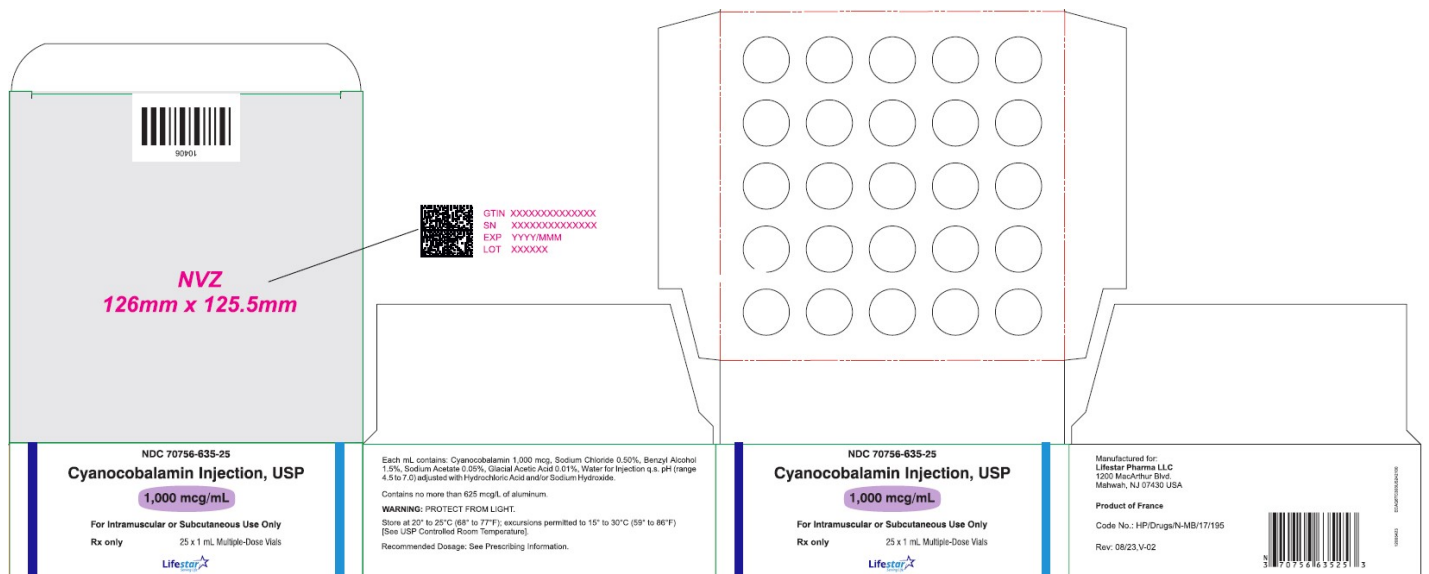 10406
GTIN XXXXXXXXXXXXXX
SN XXXXXXXXXXXXXX
EXP YYYY/MMM
LOT XXXXXX
NVZ
126mm x 125.5mm
NDC 70756-635-25
Cyanocobalamin Injection, USP
1,000 mcg/mL
For Intramuscular or Subcutaneous Use Only
Rx only 25 x 1 mL Multiple-Dose Vials
Lifestar
Each mL contains: Cyanocobalamin 1,000 mcg, Sodium Chloride 0.50%, Benzyl Alcohol
1.5%, Sodium Acetate 0.05%, Glacial Acetic Acid 0.01%, Water for Injection q.s. pH (range
4.5 to 7.0) adjusted with Hydrochloric Acid and/or Sodium Hydroxide.
Contains no more than 625 mcg/L of aluminum.
WARNING: PROTECT FROM LIGHT.
Store at 20° to 25°C (68° to 77°F); excursions permitted to 15° to 30°C (59° to 86°F)
[See USP Controlled Room Temperature].
Recommended Dosage: See Prescribing Information.
NDC 70756-635-25
Cyanocobalamin Injection, USP
1,000 mcg/mL
For Intramuscular or Subcutaneous Use Only
Rx only 25 x 1 mL Multiple-Dose Vials
Lifestar
Manufactured for:
Lifestar Pharma LLC
1200 MacArthur Blvd.
Mahwah, NJ 07430 USA
Product of France
Code No.: HP/Drugs/N-MB/17/195
Rev: 08/23,V-02
N
3 70756 63525 3